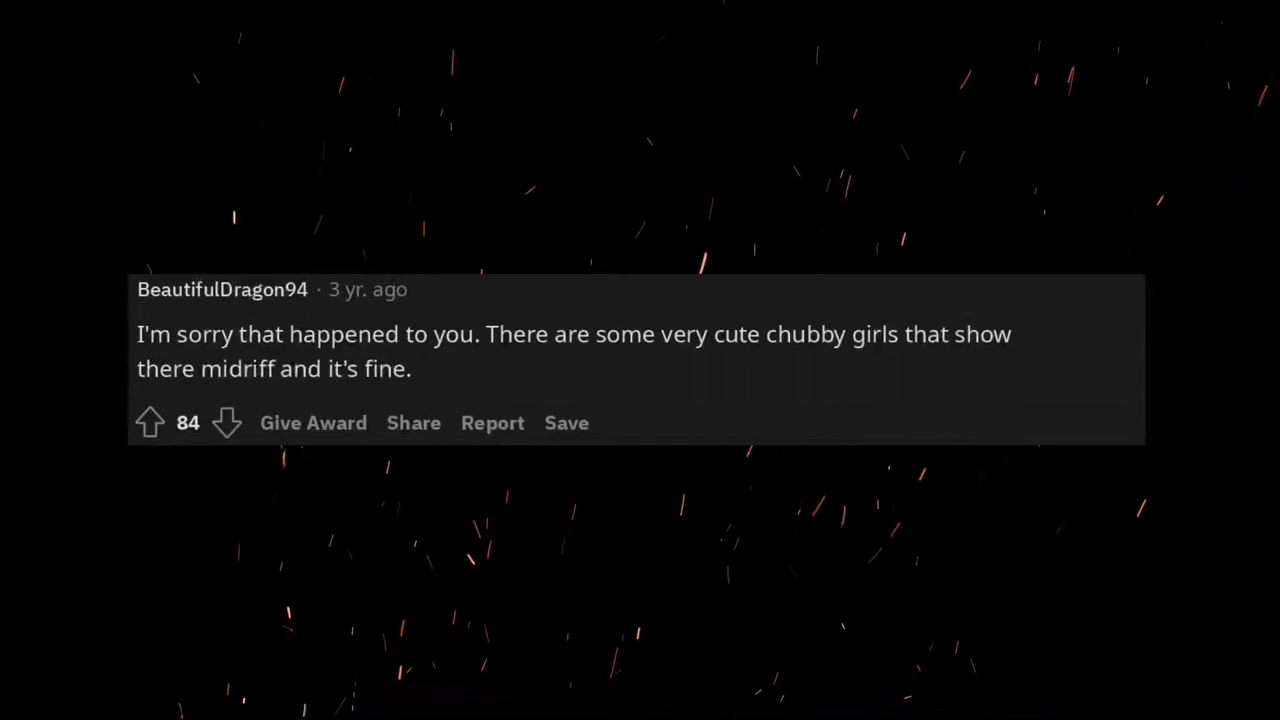 BeautifulDragon94 · 3 yr. ago
I'm sorry that happened to you. There are some very cute chubby girls that show
there midriff and it's fine.
84 Give Award Share Report Save